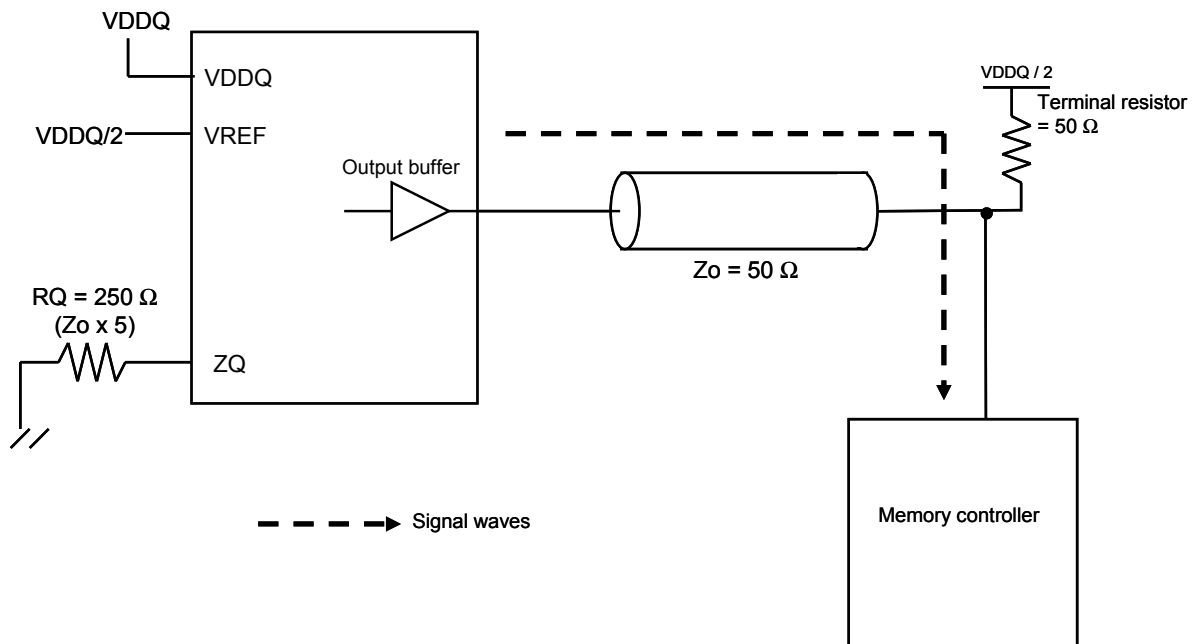 VDDQ
VDDQ
VDDQ/2
VREF
Output buffer
VDDQ / 2
Terminal resistor
= 50 Ω
Zo = 50 Ω
RQ = 250 Ω
(Zo x 5)
ZQ
Signal waves
Memory controller